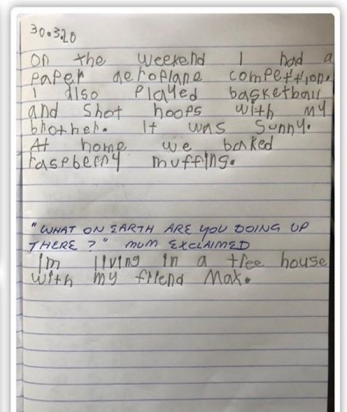 30.3.20
On the weekend I had a
paper aeroplane compettion.
I also played basketball
and shot hoops with my
brother. It was sunny.
At home we baked
raspberry muffins.
"WHAT ON EARTH ARE YOU DOING UP
THERE ?" MUM EXCLAIMED
Im living in a tree house
with my friend Max.